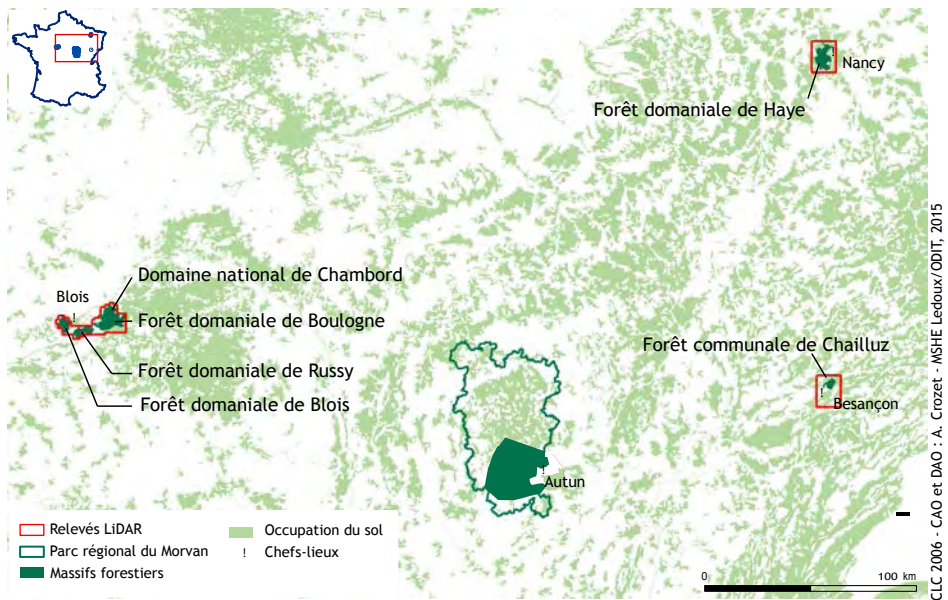 Nancy
Forêt domaniale de Haye
Domaine national de Chambord
Blois
!
Forêt domaniale de Boulogne
Forêt communale de Chailluz
Forêt domaniale de Russy
!
Besançon
Forêt domaniale de Blois
!
Autun
Relevés LiDAR
Parc régional du Morvan
Massifs forestiers
Occupation du sol
! Chefs-lieux
0 100 km
CLC 2006 - CAO et DAO : A. Crozet - MSHE Ledoux/ODIT, 2015